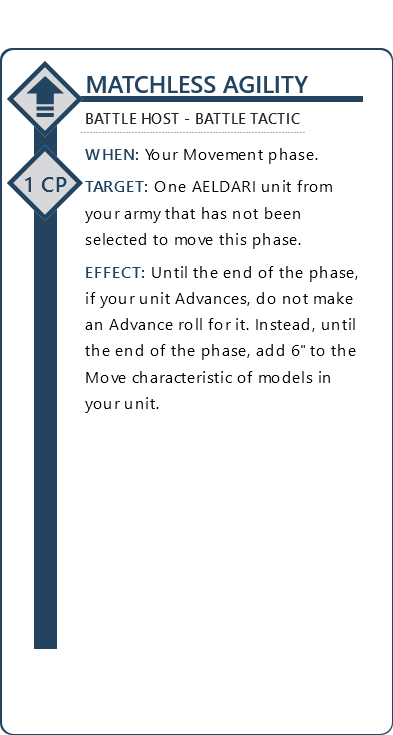 MATCHLESS AGILITY
BATTLE HOST - BATTLE TACTIC
1 CP
WHEN: Your Movement phase.
TARGET: One AELDARI unit from
your army that has not been
selected to move this phase.
EFFECT: Until the end of the phase,
if your unit Advances, do not make
an Advance roll for it. Instead, until
the end of the phase, add 6" to the
Move characteristic of models in
your unit.